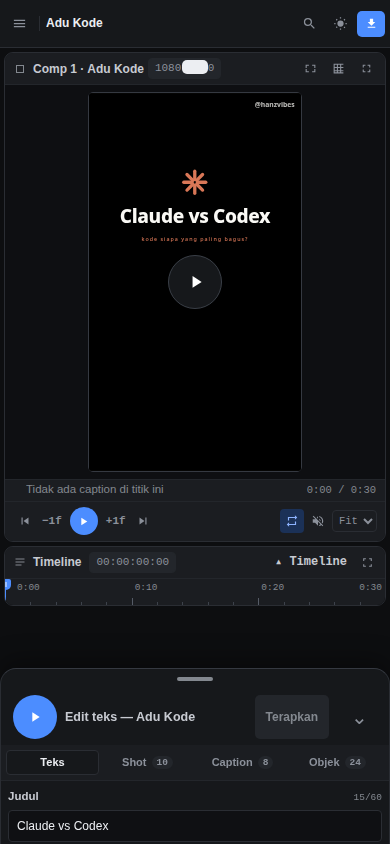 Adu Kode
Comp 1 · Adu Kode
@hanzvibes
Claude vs Codex
kode siapa yang paling bagus?
Tidak ada caption di titik ini
0:00 / 0:30
−1f
+1f
Fit
Timeline
00:00:00:00
▲ Timeline
0:00
0:10
0:20
0:30
Edit teks — Adu Kode
Terapkan
Teks
Shot 10
Caption 8
Objek 24
Judul
15/60
Claude vs Codex